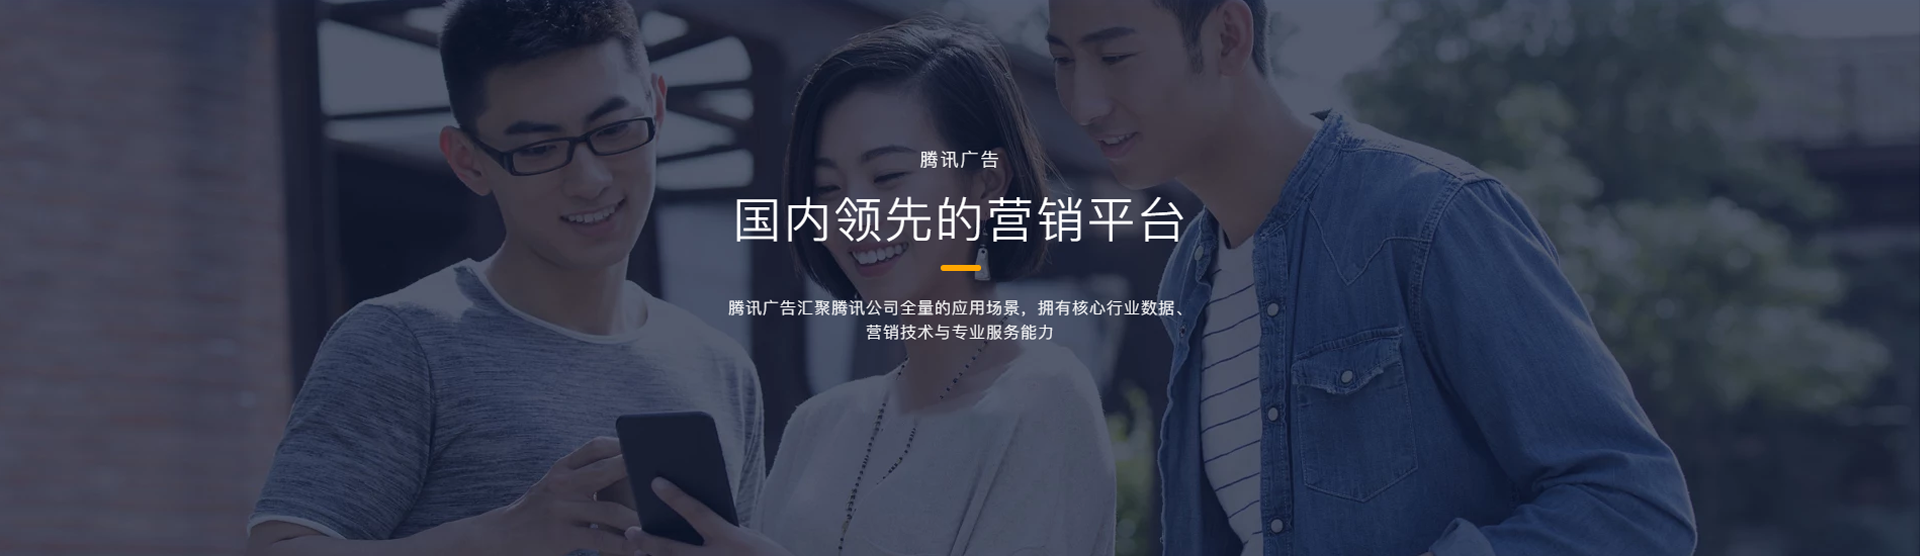 腾讯广告
国内领先的营销平台
腾讯广告汇聚腾讯公司全量的应用场景，拥有核心行业数据、
营销技术与专业服务能力